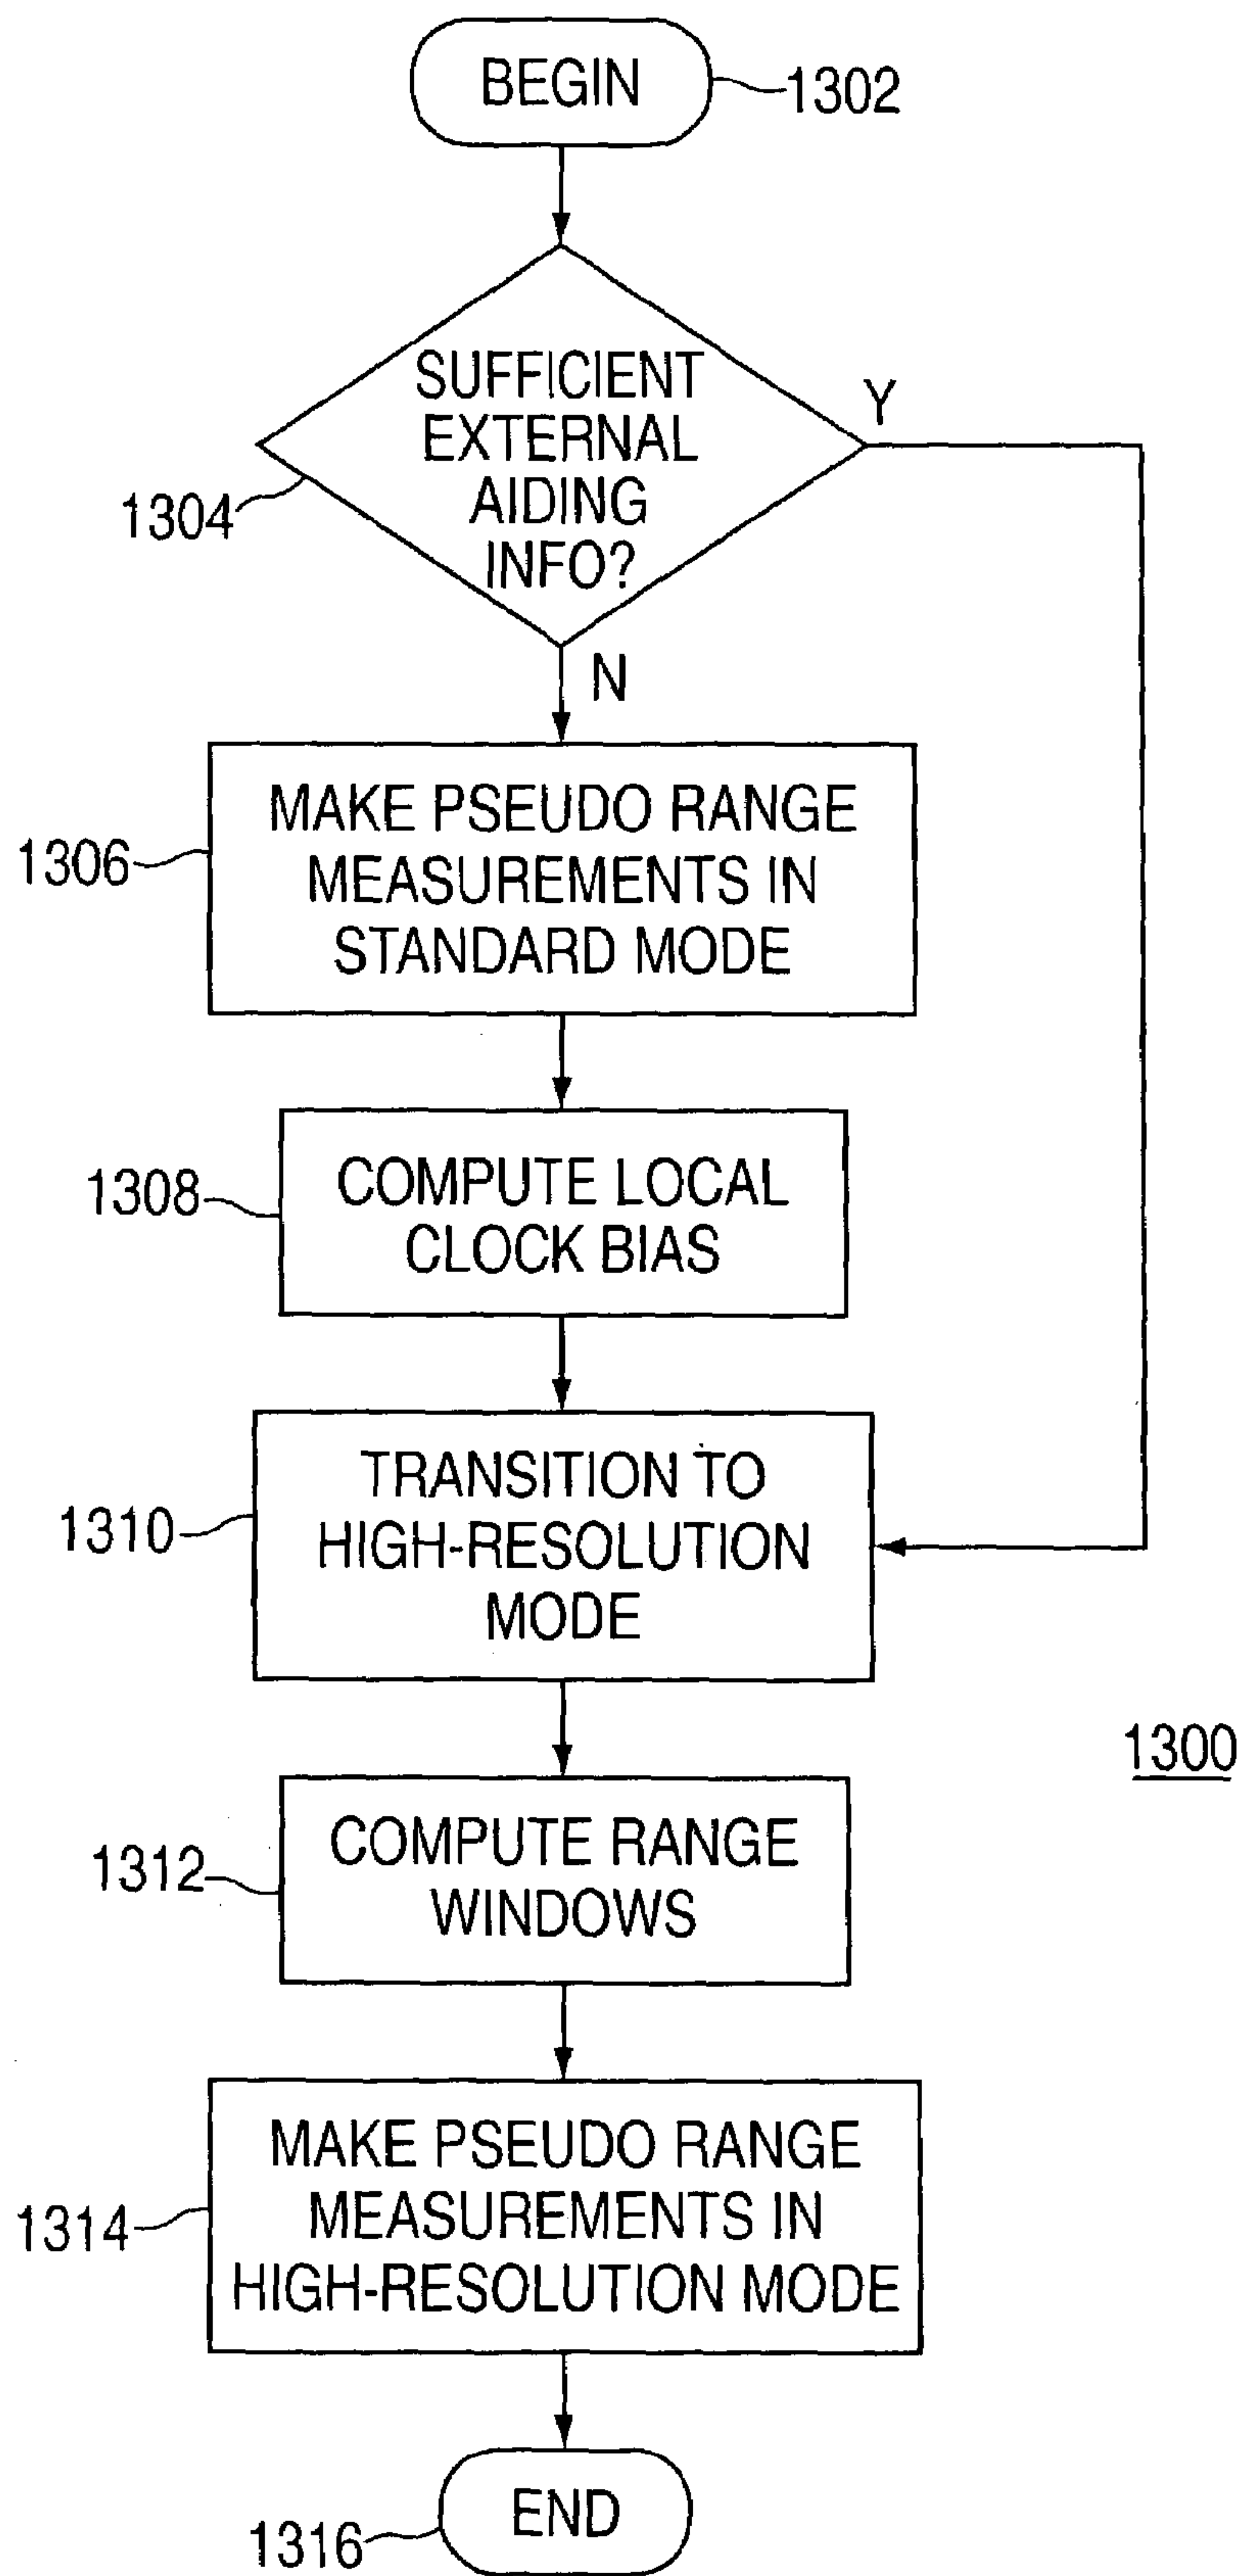 BEGIN
1302
SUFFICIENT
EXTERNAL
AIDING
INFO?
Y
1304
N
MAKE PSEUDO RANGE
MEASUREMENTS IN
STANDARD MODE
1306
COMPUTE LOCAL
CLOCK BIAS
1308
TRANSITION TO
HIGH-RESOLUTION
MODE
1310
1300
COMPUTE RANGE
WINDOWS
1312
MAKE PSEUDO RANGE
MEASUREMENTS IN
HIGH-RESOLUTION MODE
1314
END
1316